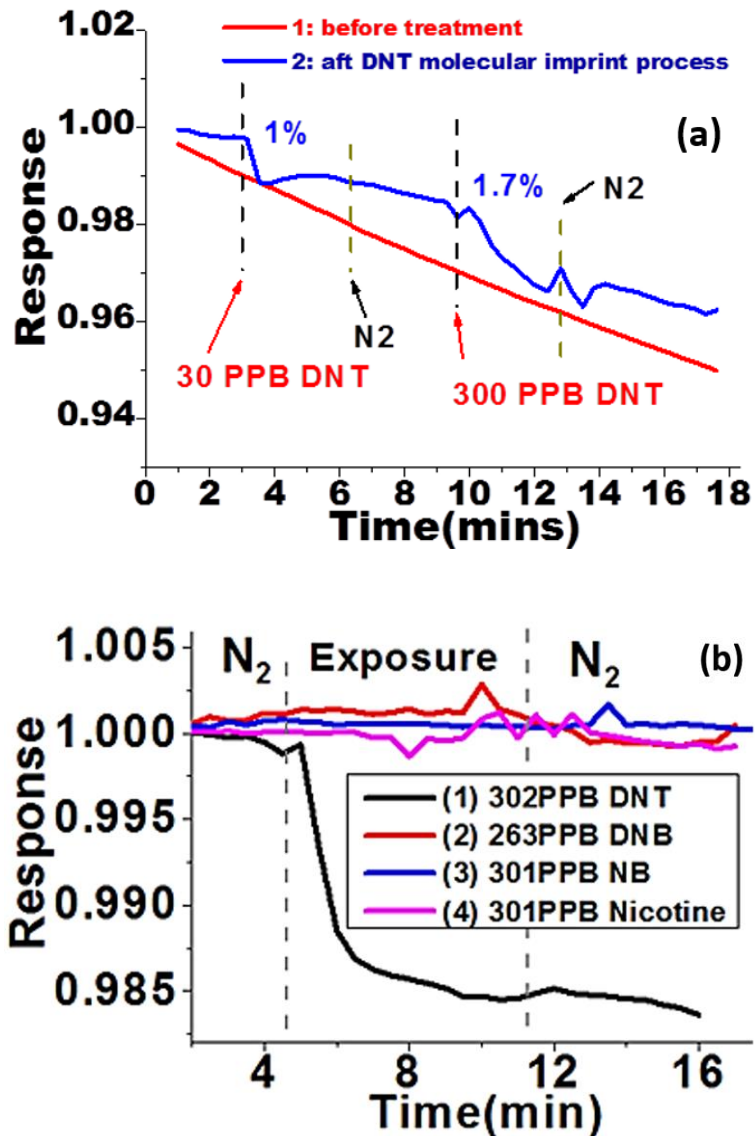 1.02
1: before treatment
2: aft DNT molecular imprint process
(a)
1.00
1%
1.7%
N2
0.98
Response
0.96
N2
30 PPB DNT
300 PPB DNT
0.94
0 2 4 6 8 10 12 14 16 18
Time(mins)
1.005
(b)
N2 Exposure N2
1.000
(1) 302PPB DNT
0.995
(2) 263PPB DNB
(3) 301PPB NB
0.990
(4) 301PPB Nicotine
Response
0.985
4 8 12 16
Time(min)